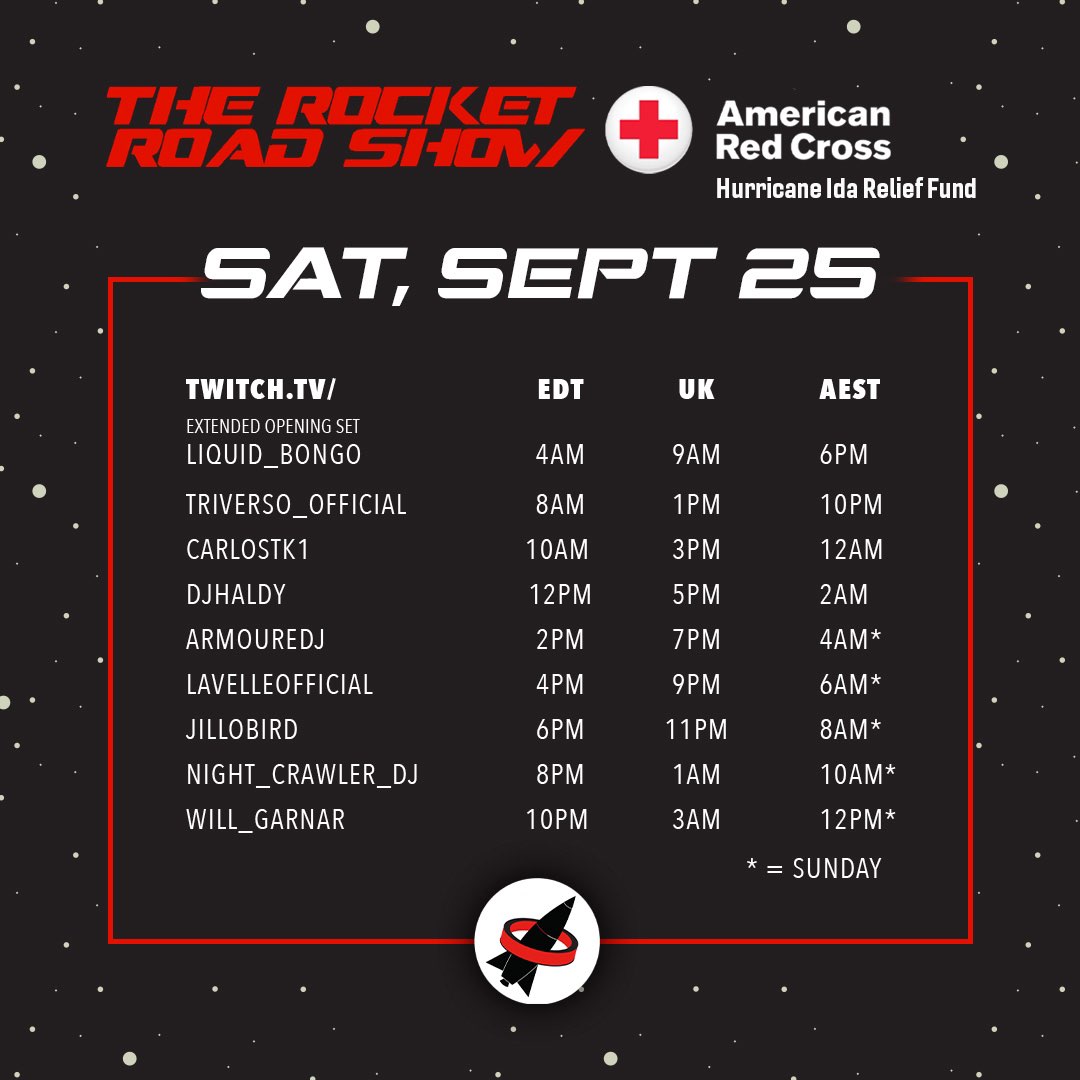 THE ROCKET
ROAD SHOW
American
Red Cross
Hurricane Ida Relief Fund
SAT, SEPT 25
TWITCH.TV/ EDT UK AEST
EXTENDED OPENING SET
LIQUID_BONGO 4AM 9AM 6PM
TRIVERSO_OFFICIAL 8AM 1PM 10PM
CARLOSTK1 10AM 3PM 12AM
DJHALDY 12PM 5PM 2AM
ARMOUREDJ 2PM 7PM 4AM*
LAVELLEOFFICIAL 4PM 9PM 6AM*
JILLOBIRD 6PM 11PM 8AM*
NIGHT_CRAWLER_DJ 8PM 1AM 10AM*
WILL_GARNAR 10PM 3AM 12PM*
* = SUNDAY